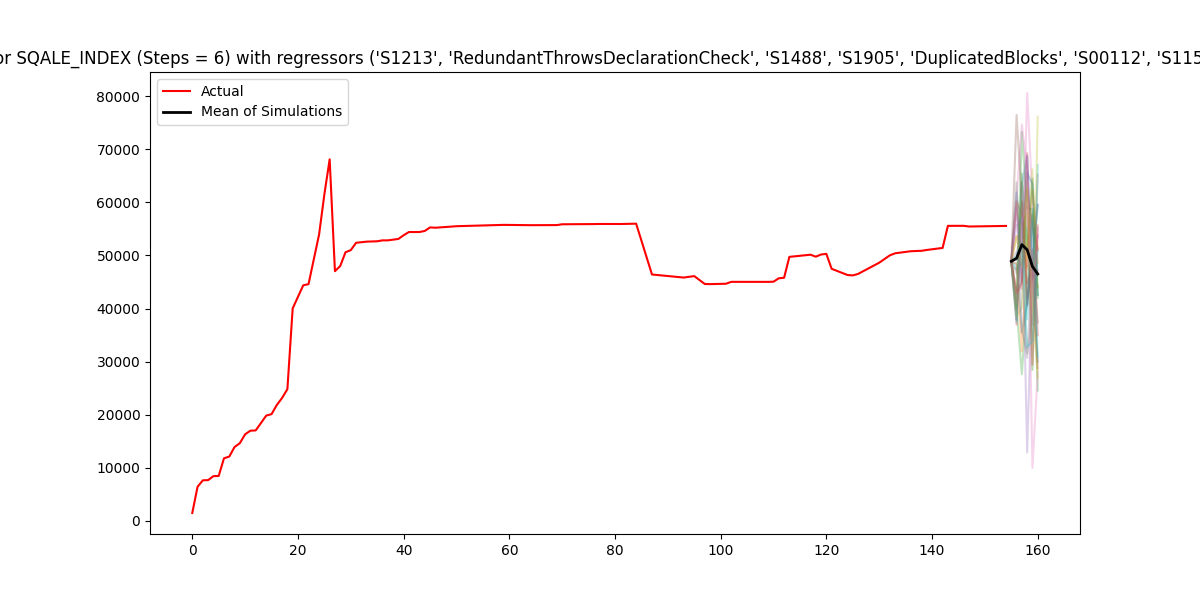 or SQALE_INDEX (Steps = 6) with regressors ('S1213', 'RedundantThrowsDeclarationCheck', 'S1488', 'S1905', 'DuplicatedBlocks', 'S00112', 'S115
Actual
Mean of Simulations
80000
70000
60000
50000
40000
30000
20000
10000
0
0 20 40 60 80 100 120 140 160